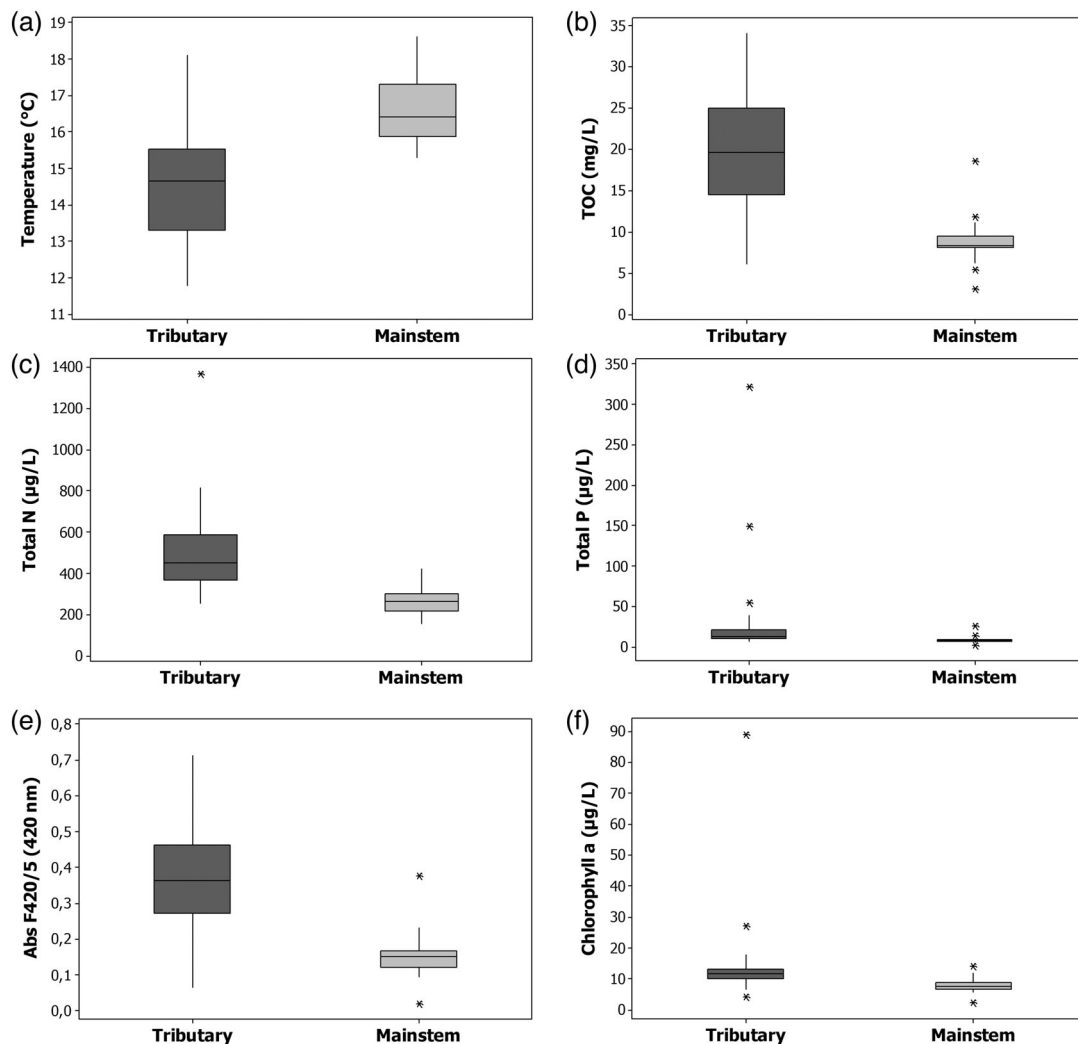 (a)
Temperature (°C)
19
18
17
16
15
14
13
12
11
Tributary Mainstem
(b)
TOC (mg/L)
35
30
25
20
15
10
5
0
Tributary Mainstem
(c)
Total N (µg/L)
1400
1200
1000
800
600
400
200
0
Tributary Mainstem
(d)
Total P (µg/L)
350
300
250
200
150
100
50
0
Tributary Mainstem
(e)
Abs F420/5 (420 nm)
0,8
0,7
0,6
0,5
0,4
0,3
0,2
0,1
0,0
Tributary Mainstem
(f)
Chlorophyll a (µg/L)
90
80
70
60
50
40
30
20
10
0
Tributary Mainstem